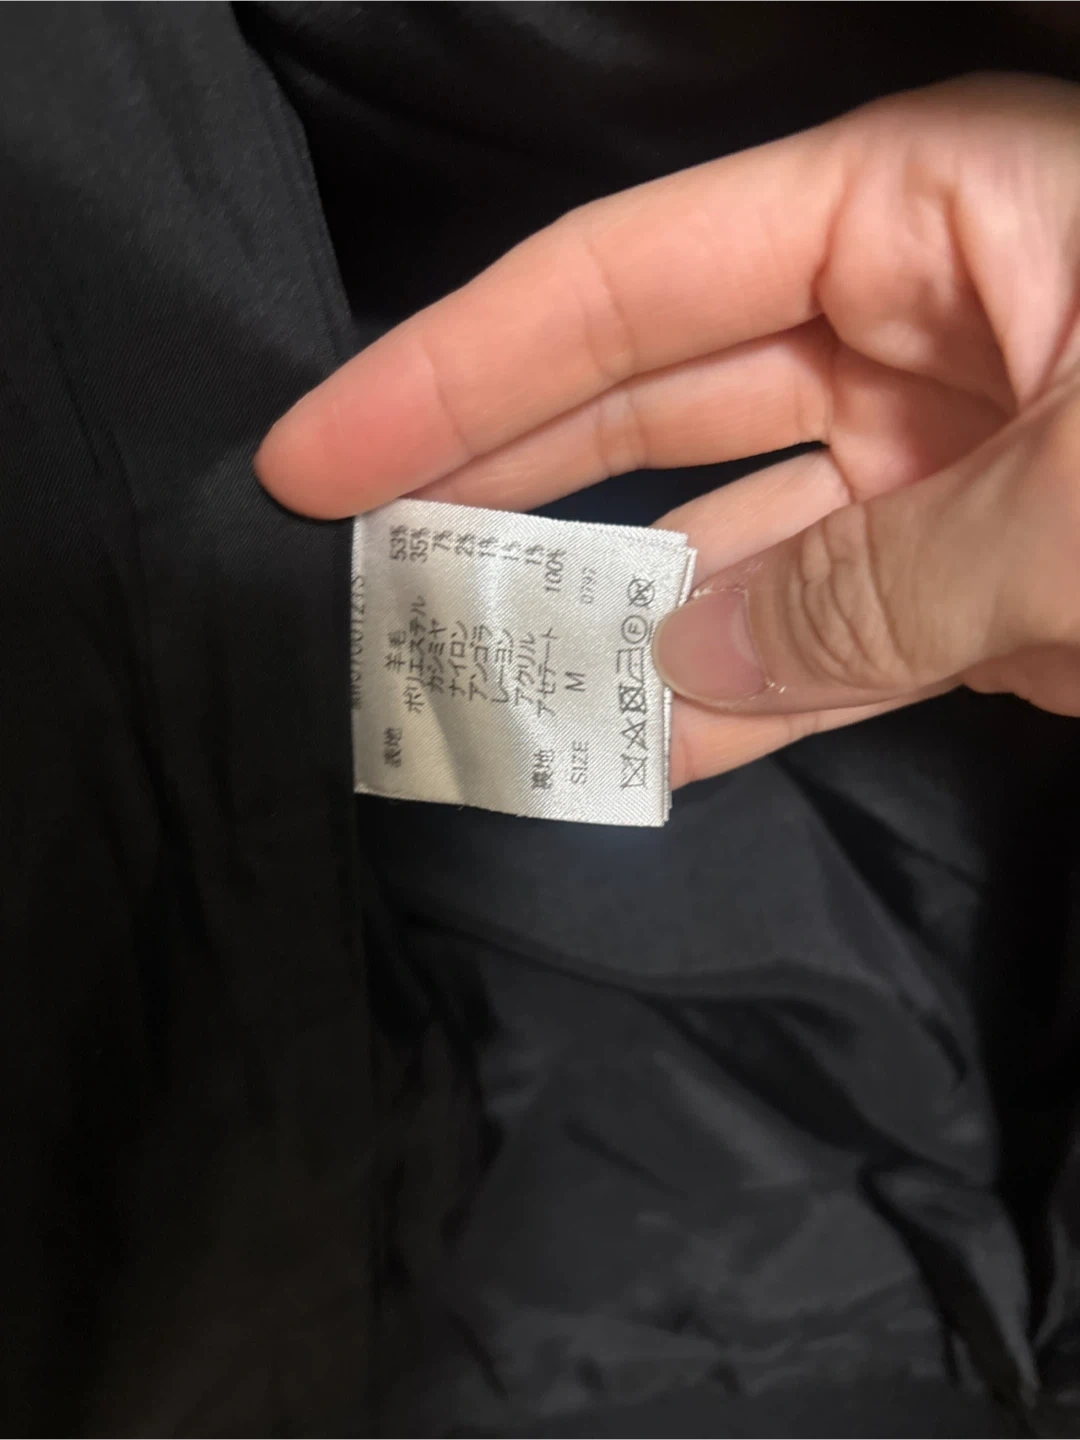 表地 羊毛 53%
ポリエステル 35%
カシミヤ 7%
ナイロン 2%
アンゴラ 1%
レーヨン 1%
アクリル 1%
裏地 アセテート 100%
SIZE M 0797
F W